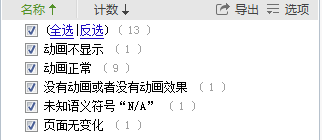 名称↑ 计数↓ 导出 选项
(全选|反选) ( 13 )
动画不显示 ( 1 )
动画正常 ( 9 )
没有动画或者没有动画效果 ( 1 )
未知语义符号“N/A” ( 1 )
页面无变化 ( 1 )